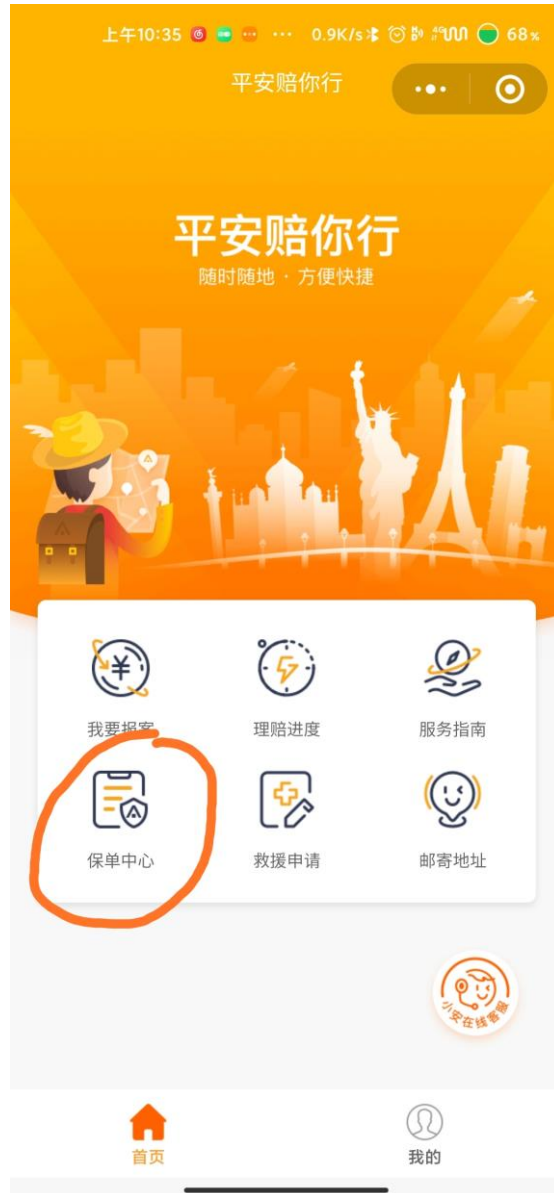 上午10:35 ··· 0.9K/s 4G 68%
平安赔你行
平安赔你行
随时随地·方便快捷
我要报案 理赔进度 服务指南
保单中心 救援申请 邮寄地址
小安在线客服
首页 我的